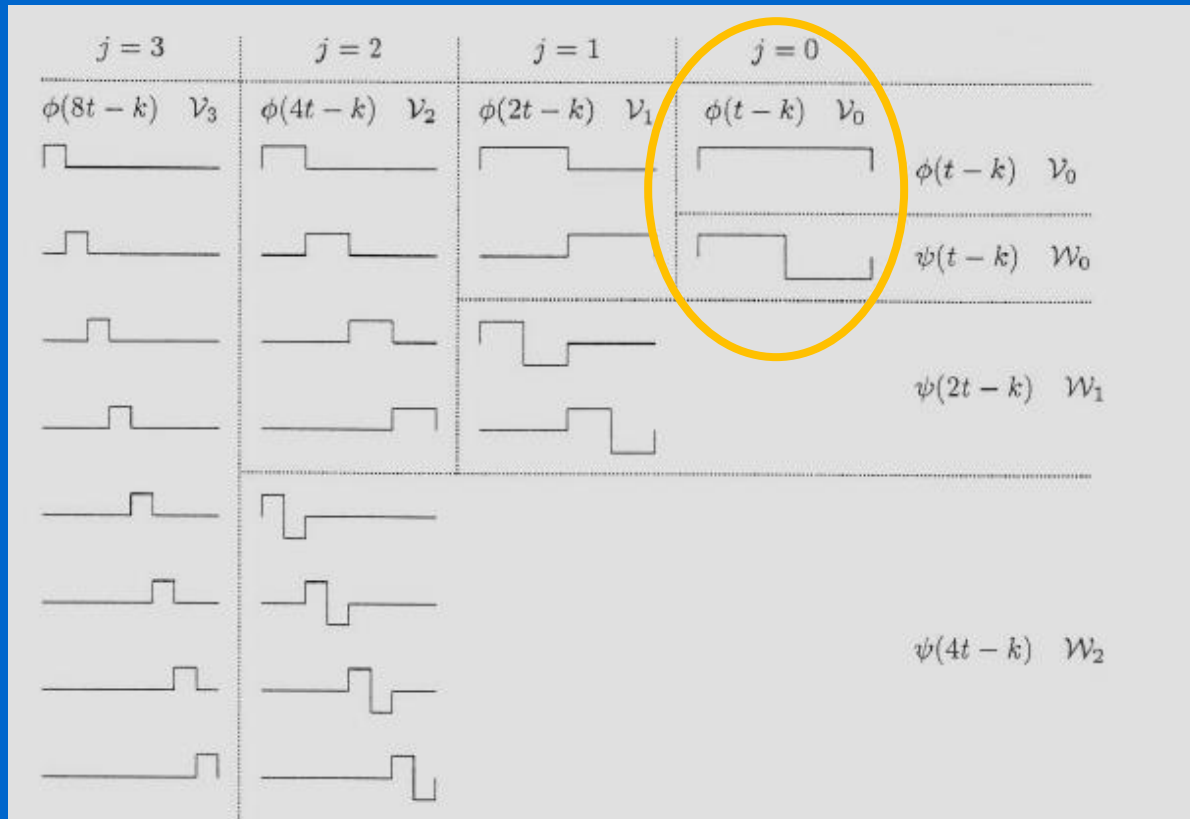 j = 3 j = 2 j = 1 j = 0
ϕ(8t − k) 𝒱₃ ϕ(4t − k) 𝒱₂ ϕ(2t − k) 𝒱₁ ϕ(t − k) 𝒱₀
ϕ(t − k) 𝒱₀
ψ(t − k) 𝒲₀
ψ(2t − k) 𝒲₁
ψ(4t − k) 𝒲₂